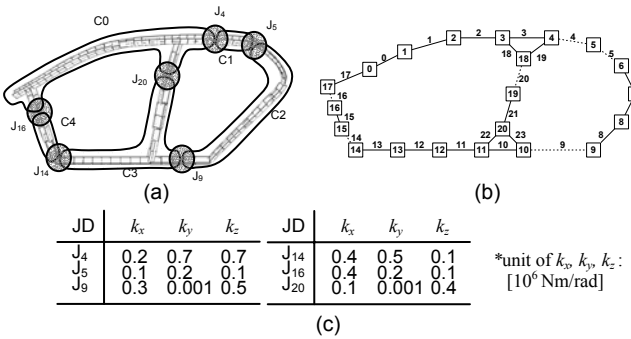 C0
J4
J5
C1
J20
C2
J16
C4
J14
C3
J9
(a)
0 1 2 3 4 5 6 8 9 10 11 12 13 14 15 16 17 18 19 20
0 1 2 3 4 5 8 9 10 11 12 13 14 15 16 17 18 19 20 21 22 23
(b)
JD kx ky kz
J4 0.2 0.7 0.7
J5 0.1 0.2 0.1
J9 0.3 0.001 0.5
JD kx ky kz
J14 0.4 0.5 0.1
J16 0.4 0.2 0.1
J20 0.1 0.001 0.4
*unit of kx, ky, kz :
[10⁶ Nm/rad]
(c)